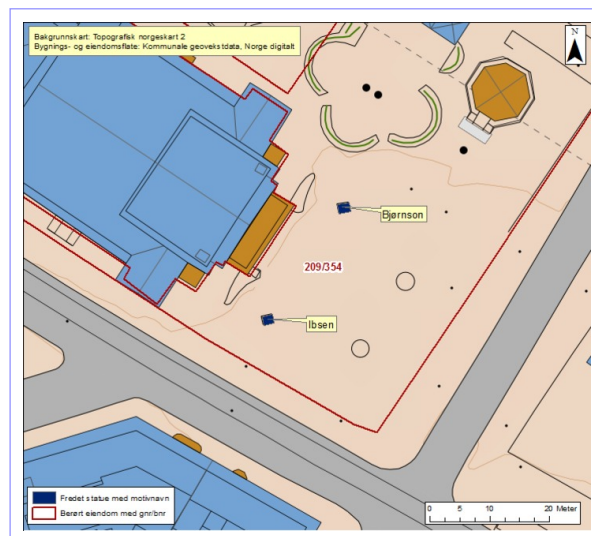 Bakgrunnskart: Topografisk norgeskart 2
Bygnings- og eiendomsflate: Kommunale geovekstdata, Norge digitalt
N
Bjørnson
209/354
Ibsen
Fredet statue med motivnavn
Berørt eiendom med gnr/bnr
0 5 10 20 Meter